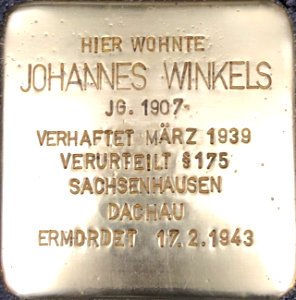 HIER WOHNTE
JOHANNES WINKELS
JG. 1907
VERHAFTET MÄRZ 1939
VERURTEILT §175
SACHSENHAUSEN
DACHAU
ERMORDET 17.2.1943